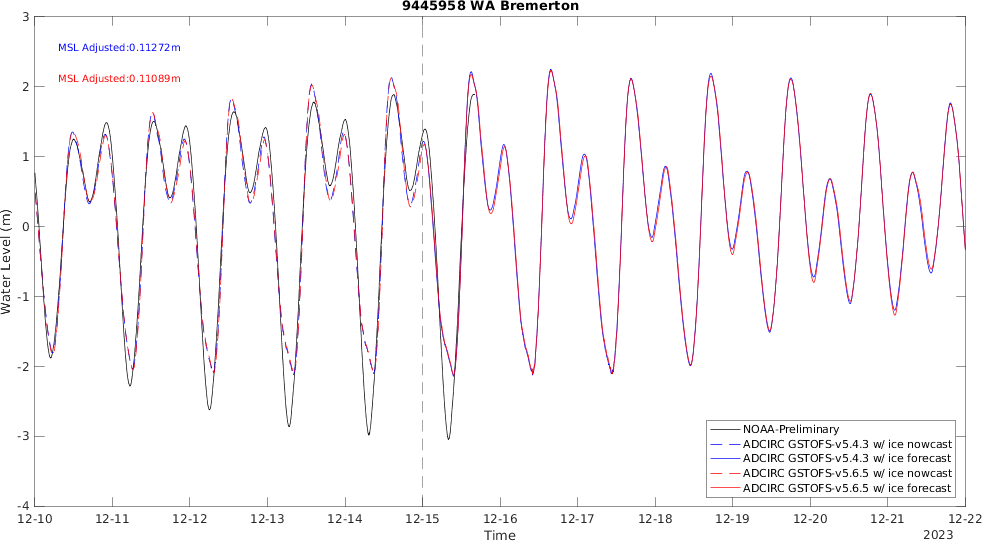 9445958 WA Bremerton
MSL Adjusted:0.11272m
MSL Adjusted:0.11089m
Water Level (m)
3
2
1
0
-1
-2
-3
-4
NOAA-Preliminary
ADCIRC GSTOFS-v5.4.3 w/ ice nowcast
ADCIRC GSTOFS-v5.4.3 w/ ice forecast
ADCIRC GSTOFS-v5.6.5 w/ ice nowcast
ADCIRC GSTOFS-v5.6.5 w/ ice forecast
12-10 12-11 12-12 12-13 12-14 12-15 12-16 12-17 12-18 12-19 12-20 12-21 12-22
Time
2023